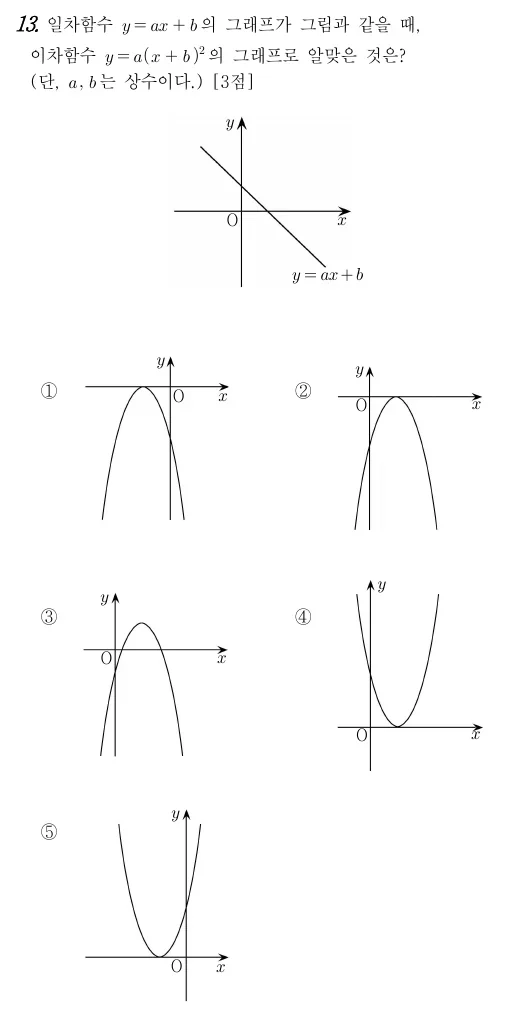 13. 일차함수 y=ax+b의 그래프가 그림과 같을 때,
이차함수 y=a(x+b)²의 그래프로 알맞은 것은?
(단, a, b는 상수이다.) [3점]
y
O
x
y=ax+b
①
y
O
x
②
y
O
x
③
y
O
x
④
y
O
x
⑤
y
O
x